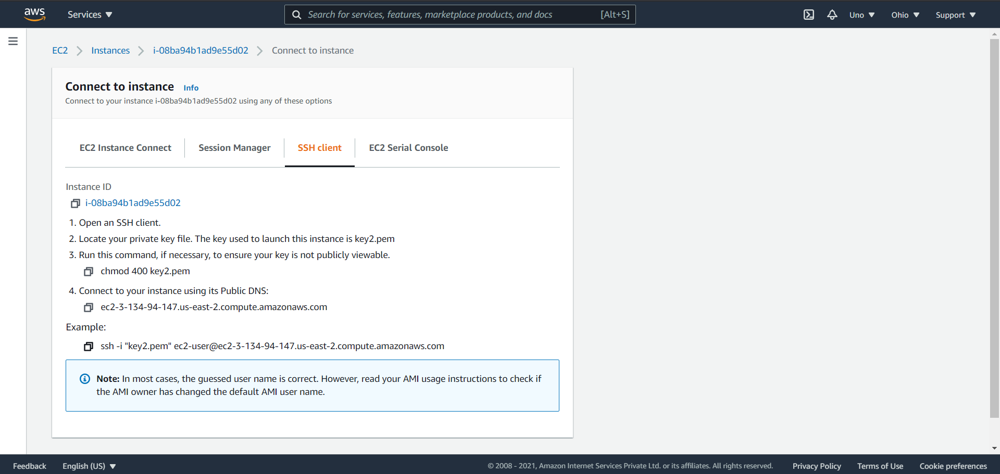 aws
Services
Search for services, features, marketplace products, and docs
[Alt+S]
Uno
Ohio
Support
EC2
Instances
i-08ba94b1ad9e55d02
Connect to instance
Connect to instance Info
Connect to your instance i-08ba94b1ad9e55d02 using any of these options
EC2 Instance Connect
Session Manager
SSH client
EC2 Serial Console
Instance ID
i-08ba94b1ad9e55d02
1. Open an SSH client.
2. Locate your private key file. The key used to launch this instance is key2.pem
3. Run this command, if necessary, to ensure your key is not publicly viewable.
chmod 400 key2.pem
4. Connect to your instance using its Public DNS:
ec2-3-134-94-147.us-east-2.compute.amazonaws.com
Example:
ssh -i "key2.pem" ec2-user@ec2-3-134-94-147.us-east-2.compute.amazonaws.com
Note: In most cases, the guessed user name is correct. However, read your AMI usage instructions to check if
the AMI owner has changed the default AMI user name.
Feedback
English (US)
© 2008 - 2021, Amazon Internet Services Private Ltd. or its affiliates. All rights reserved.
Privacy Policy
Terms of Use
Cookie preferences